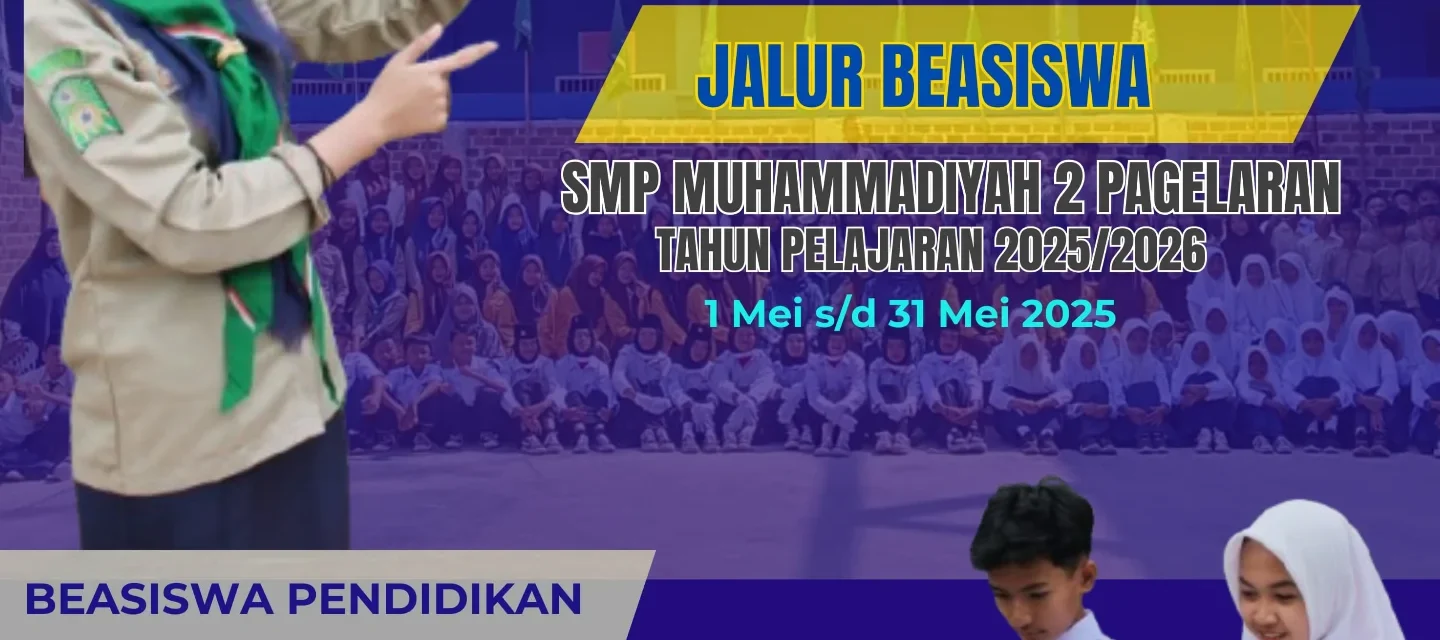 JALUR BEASISWA
SMP MUHAMMADIYAH 2 PAGELARAN
TAHUN PELAJARAN 2025/2026
1 Mei s/d 31 Mei 2025
BEASISWA PENDIDIKAN